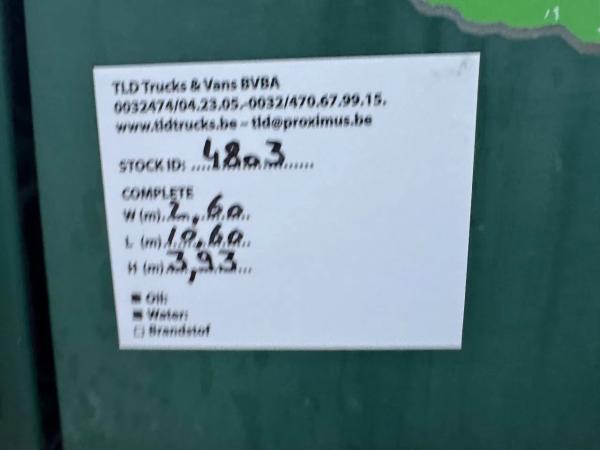 TLD Trucks & Vans BVBA
0032474/04.23.05.-0032/470.67.99.15.
www.tldtrucks.be – tld@proximus.be
STOCK ID: ....4803......
COMPLETE
W (m). 2,60
L (m). 10,60
H (m). 3,93
Oil:
Water:
Brandstof